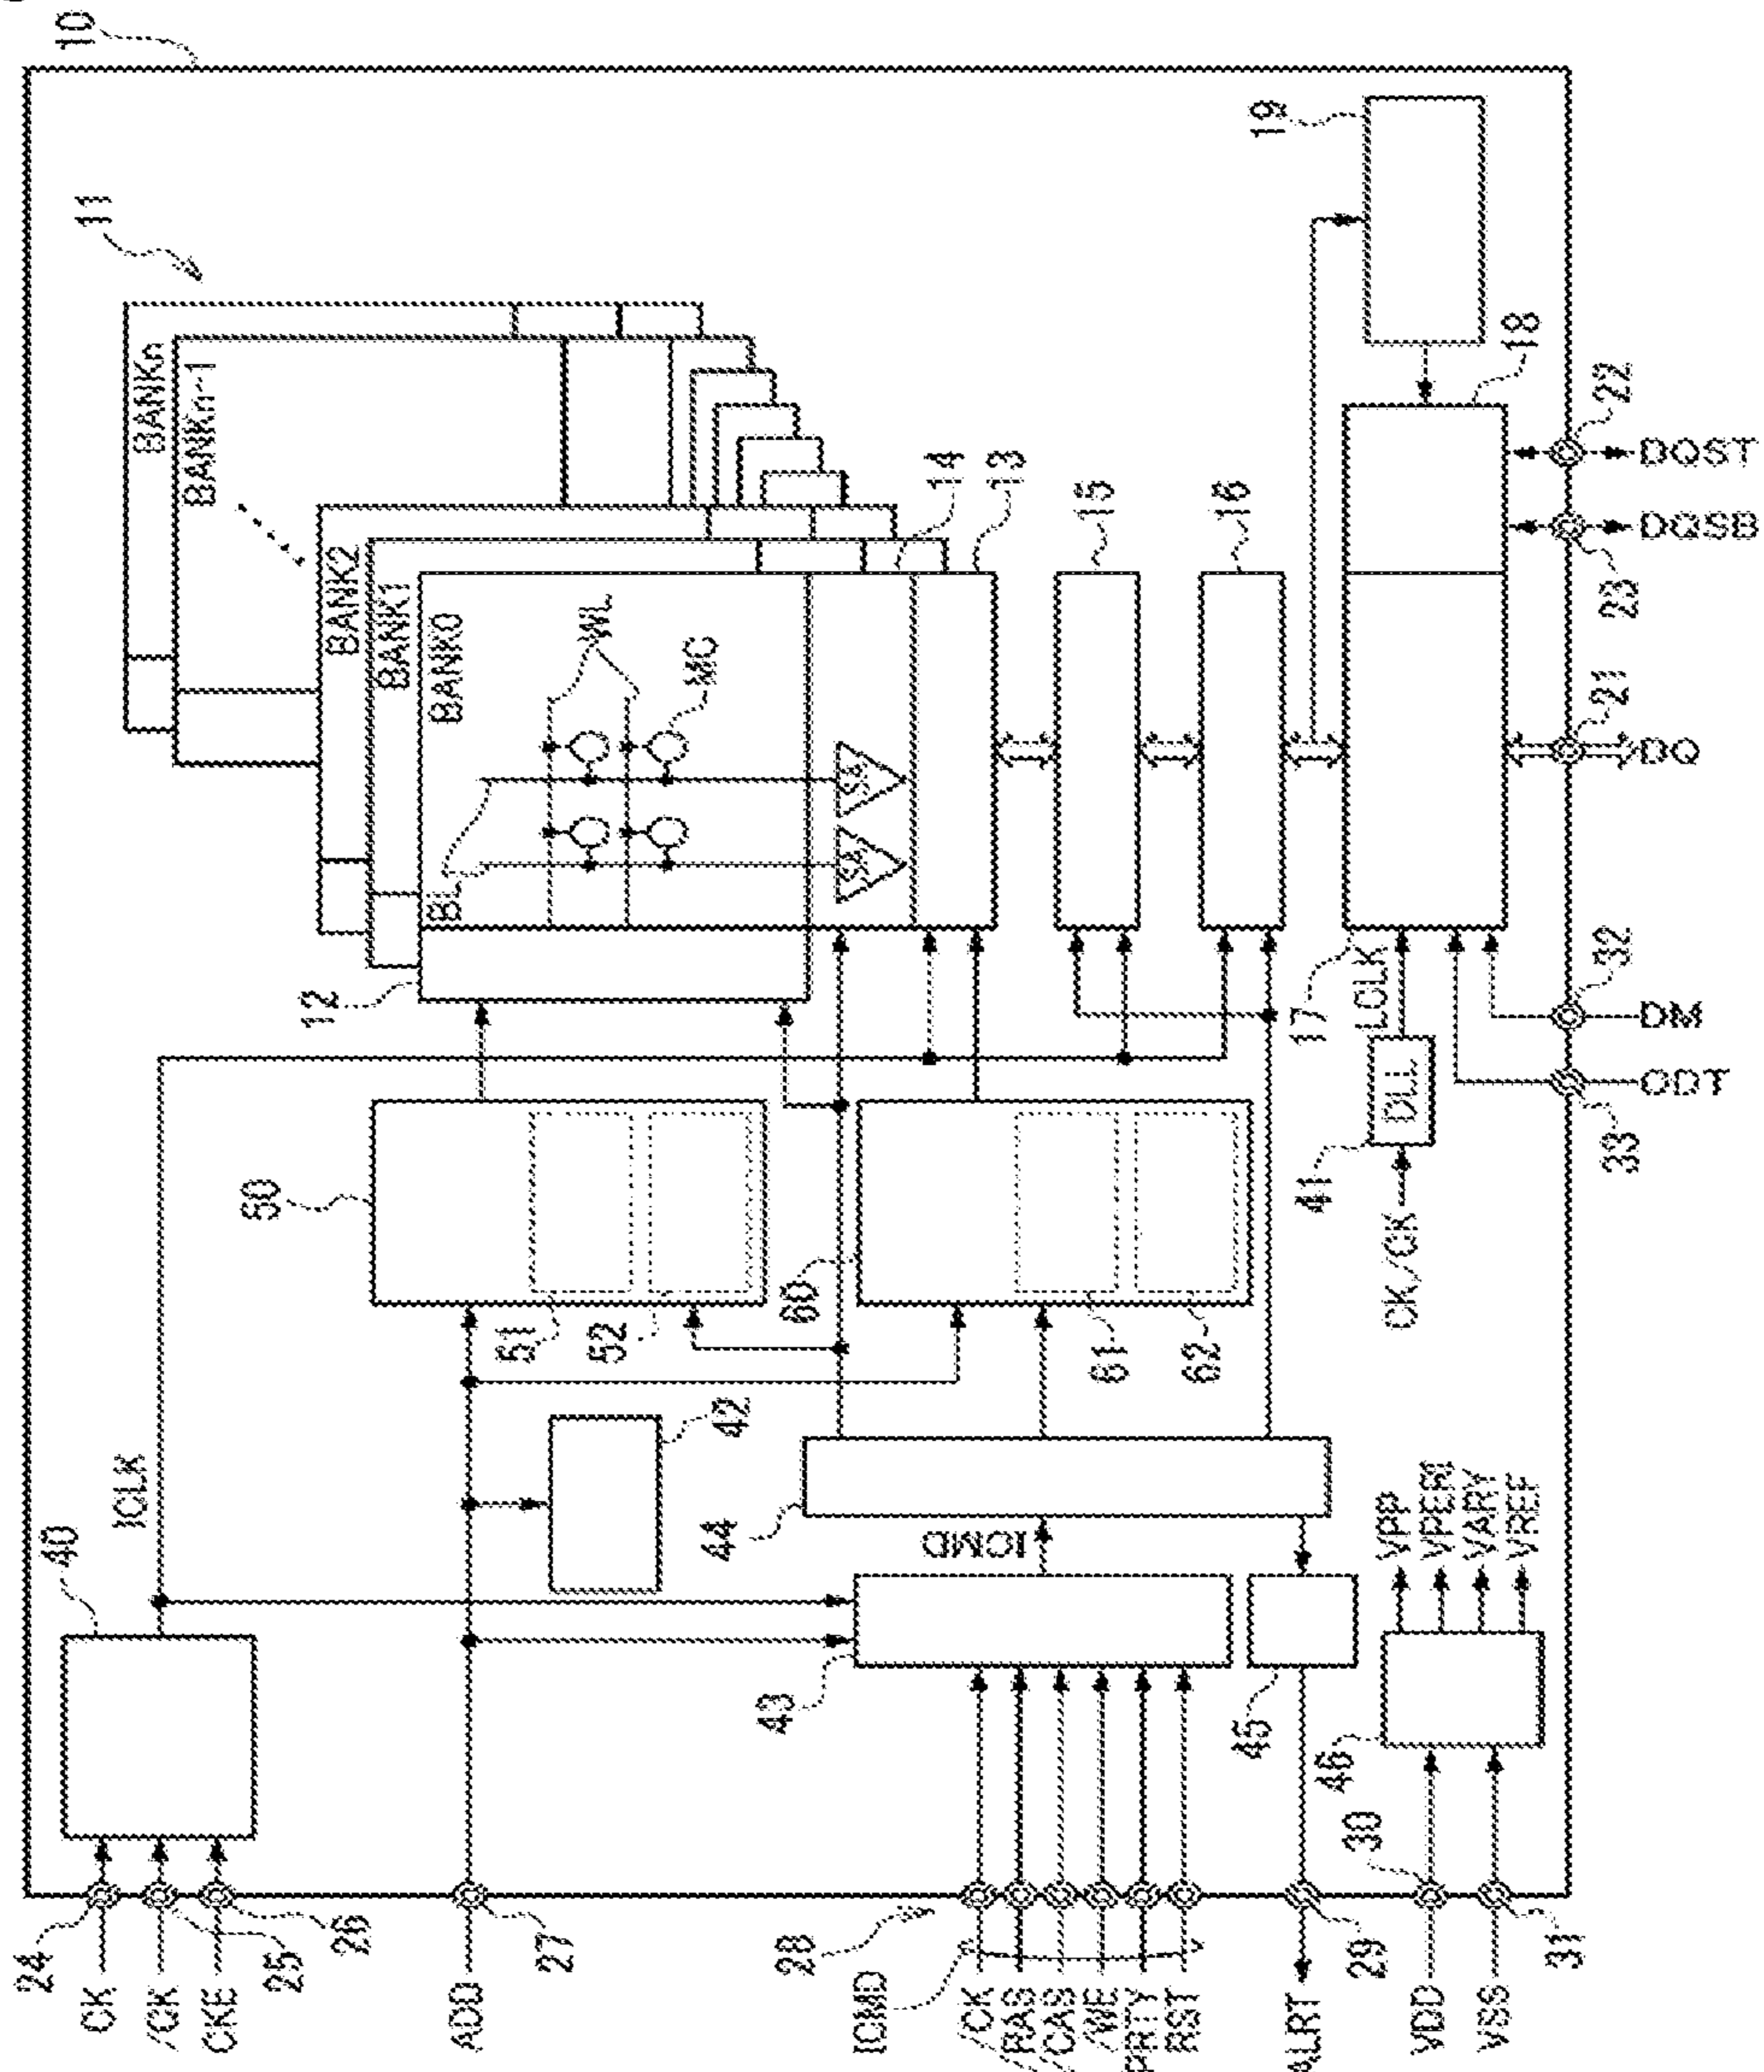 10
11
BANKn
BANKn-1
BANK2
BANK1
BANK0
WL
MC
BL
SA
SA
12
14
13
15
16
19
18
22
DQST
DQSB
23
21
DQ
17
LCLK
32
DM
ODT
33
DLL
41
CK/CK
50
51
52
60
61
62
42
44
ICMD
43
45
46
VPP
VPERI
VARY
VREF
40
ICLK
24
CK
/CK
CKE
25
26
ADD
27
28
ICMD
/CK
/RAS
/CAS
/WE
PRTY
RST
ALRT
29
30
VDD
VSS
31